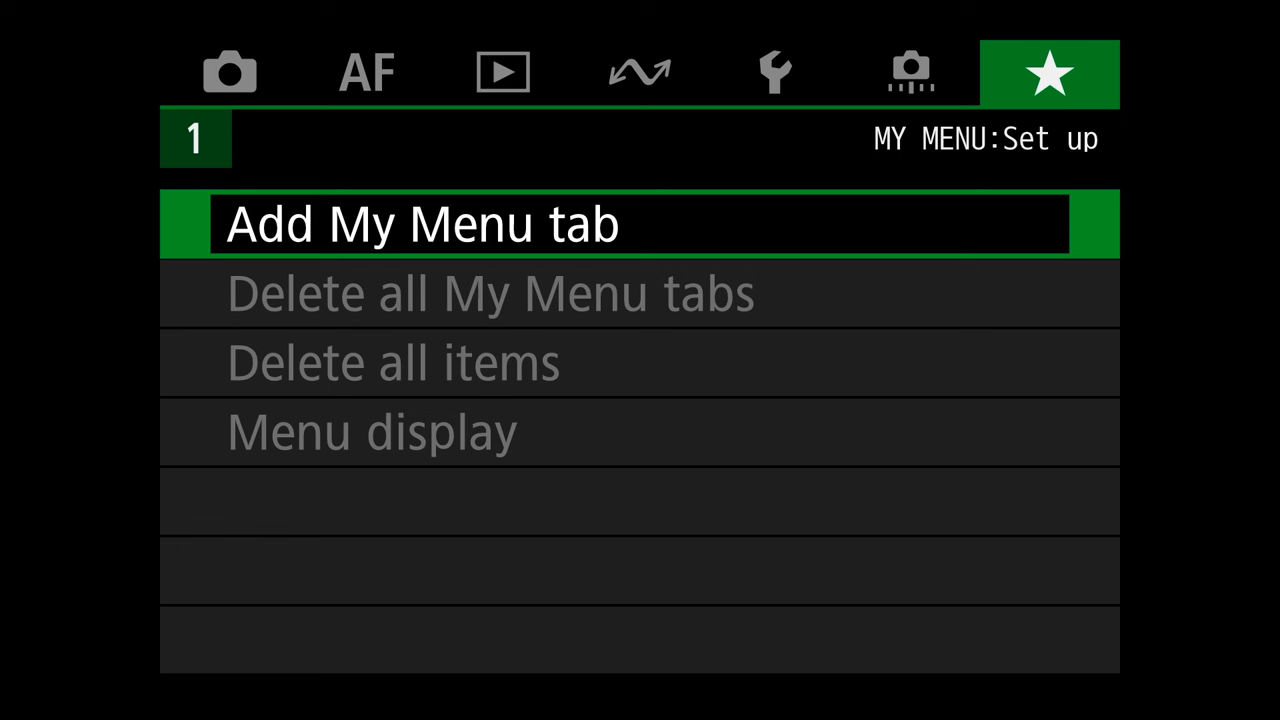 AF
1
MY MENU:Set up
Add My Menu tab
Delete all My Menu tabs
Delete all items
Menu display